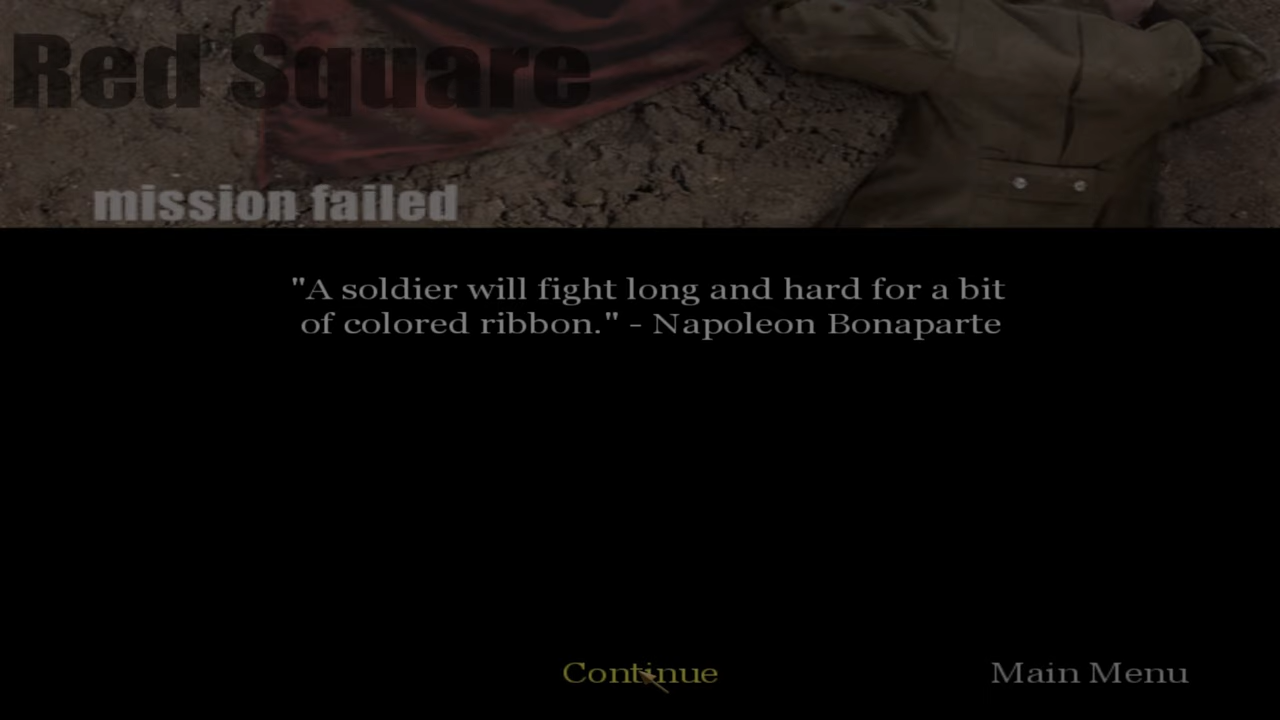 Red Square
mission failed
"A soldier will fight long and hard for a bit
of colored ribbon." - Napoleon Bonaparte
Continue
Main Menu